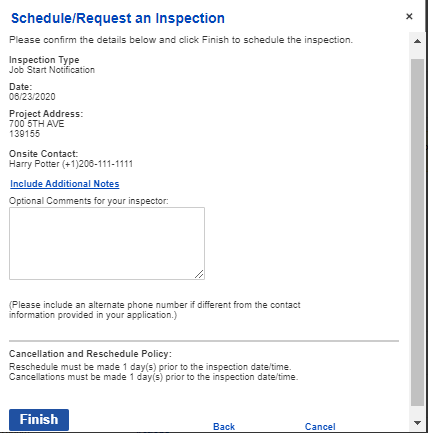 Schedule/Request an Inspection
×
Please confirm the details below and click Finish to schedule the inspection.
Inspection Type
Job Start Notification
Date:
06/23/2020
Project Address:
700 5TH AVE
139155
Onsite Contact:
Harry Potter (+1)206-111-1111
Include Additional Notes
Optional Comments for your inspector:
(Please include an alternate phone number if different from the contact
information provided in your application.)
Cancellation and Reschedule Policy:
Reschedule must be made 1 day(s) prior to the inspection date/time.
Cancellations must be made 1 day(s) prior to the inspection date/time.
Finish Back Cancel